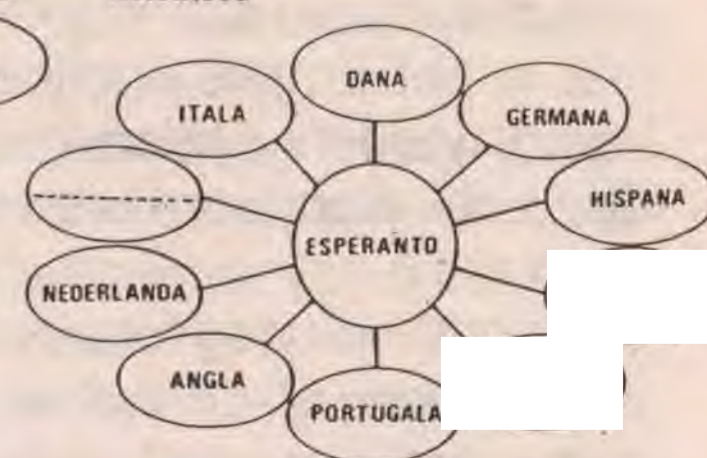 DANA
ITALA
GERMANA
HISPANA
ESPERANTO
NEDERLANDA
ANGLA
PORTUGALA